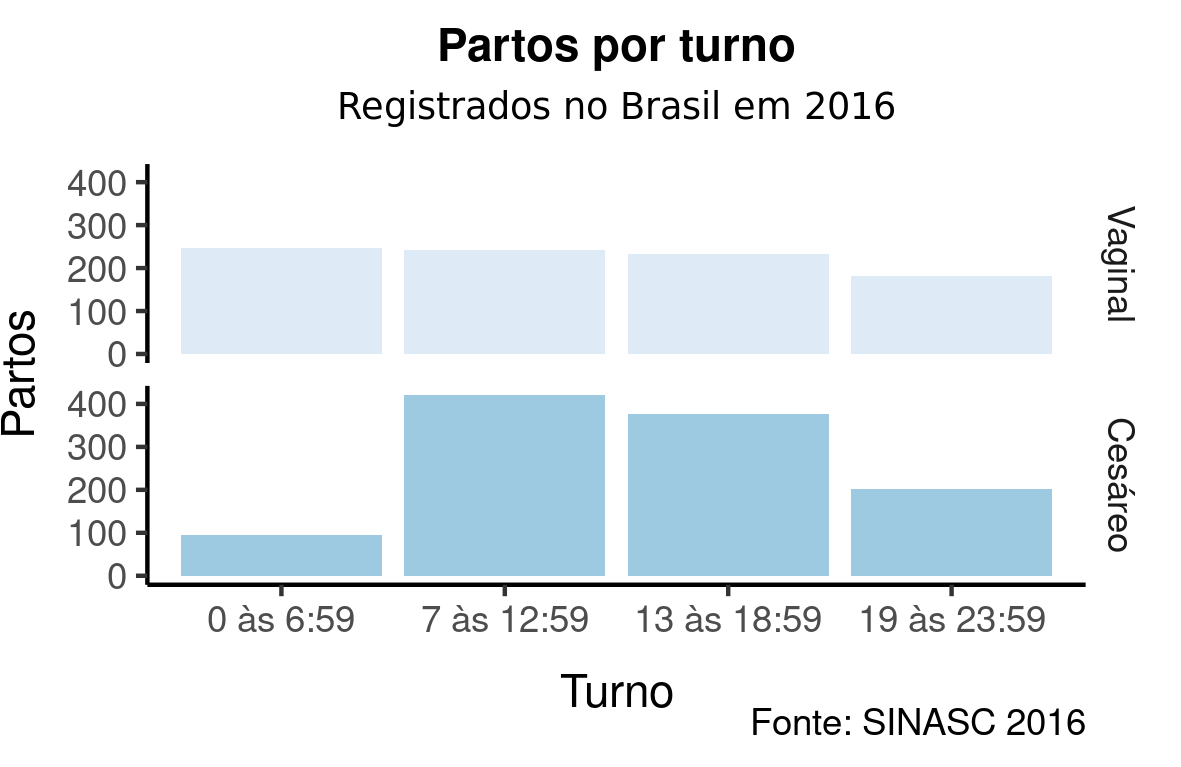 Partos por turno
Registrados no Brasil em 2016
Partos
400
300
200
100
0
Vaginal
400
300
200
100
0
Cesáreo
0 às 6:59 7 às 12:59 13 às 18:59 19 às 23:59
Turno
Fonte: SINASC 2016